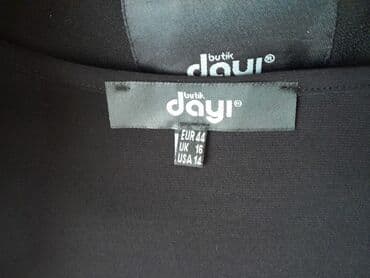 butik
dayı®
butik
dayı®
EUR 44
UK 16
USA 14